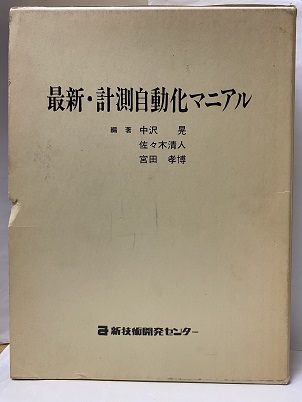 最新・計測自動化マニアル
編著 中沢 晃
佐々木清人
宮田 孝博
新技術開発センター